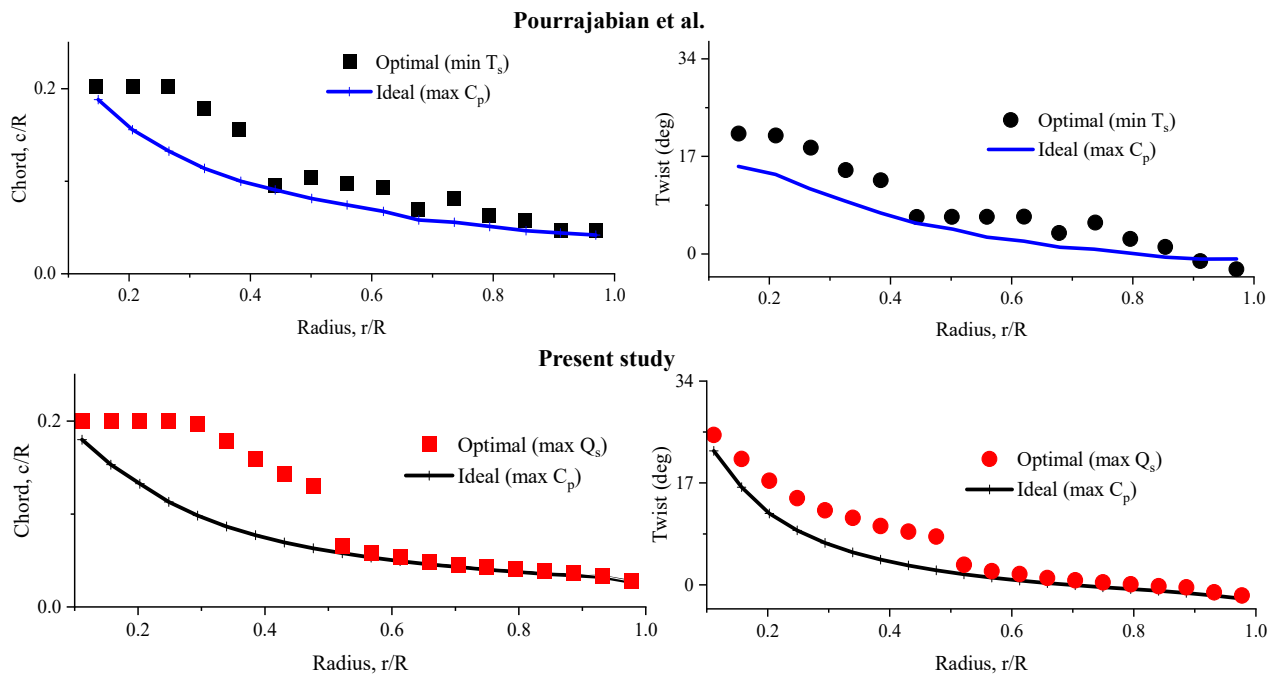 Pourrajabian et al.
Chord, c/R
0.2
0.0
0.2
0.4
0.6
0.8
1.0
Radius, r/R
Optimal (min Ts)
Ideal (max Cp)
Twist (deg)
34
17
0
0.2
0.4
0.6
0.8
1.0
Radius, r/R
Optimal (min Ts)
Ideal (max Cp)
Present study
Chord, c/R
0.2
0.0
0.2
0.4
0.6
0.8
1.0
Radius, r/R
Optimal (max Qs)
Ideal (max Cp)
Twist (deg)
34
17
0
0.2
0.4
0.6
0.8
1.0
Radius, r/R
Optimal (max Qs)
Ideal (max Cp)